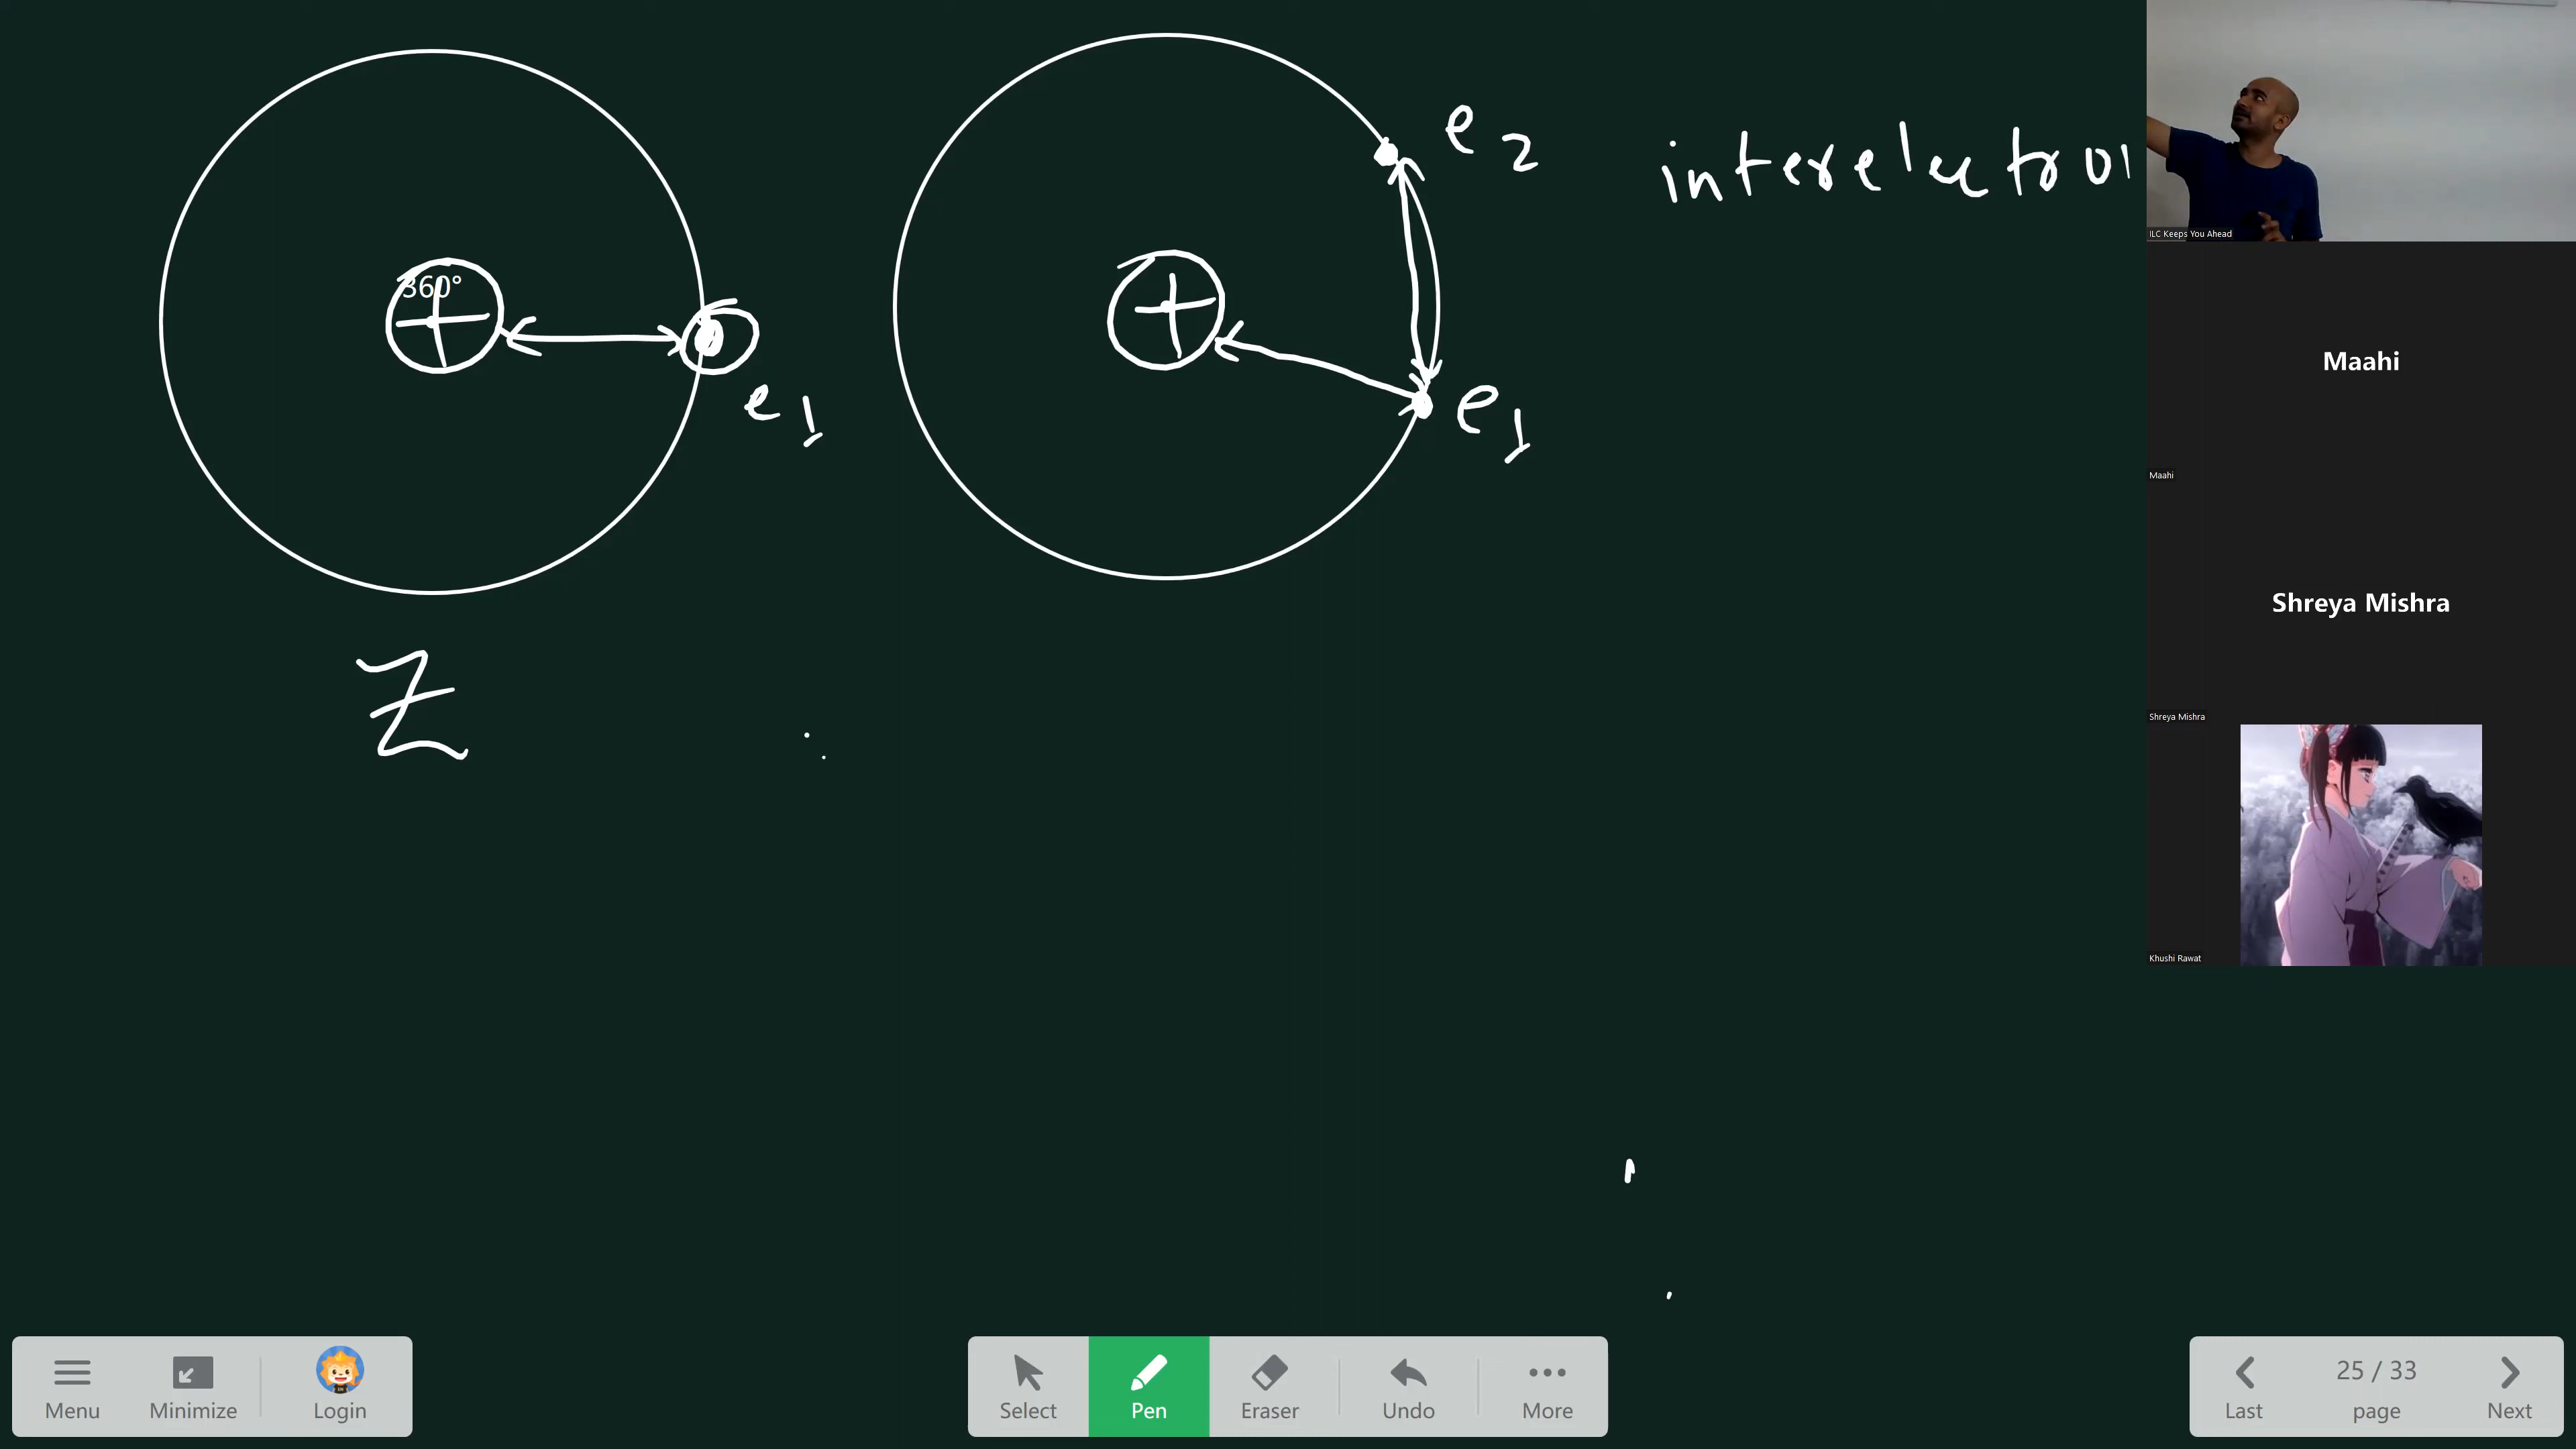 360°
e1
e2
e1
interelectron
Z
ILC Keeps You Ahead
Maahi
Maahi
Shreya Mishra
Shreya Mishra
Khushi Rawat
Menu
Minimize
Login
Select
Pen
Eraser
Undo
More
Last
25 / 33
page
Next